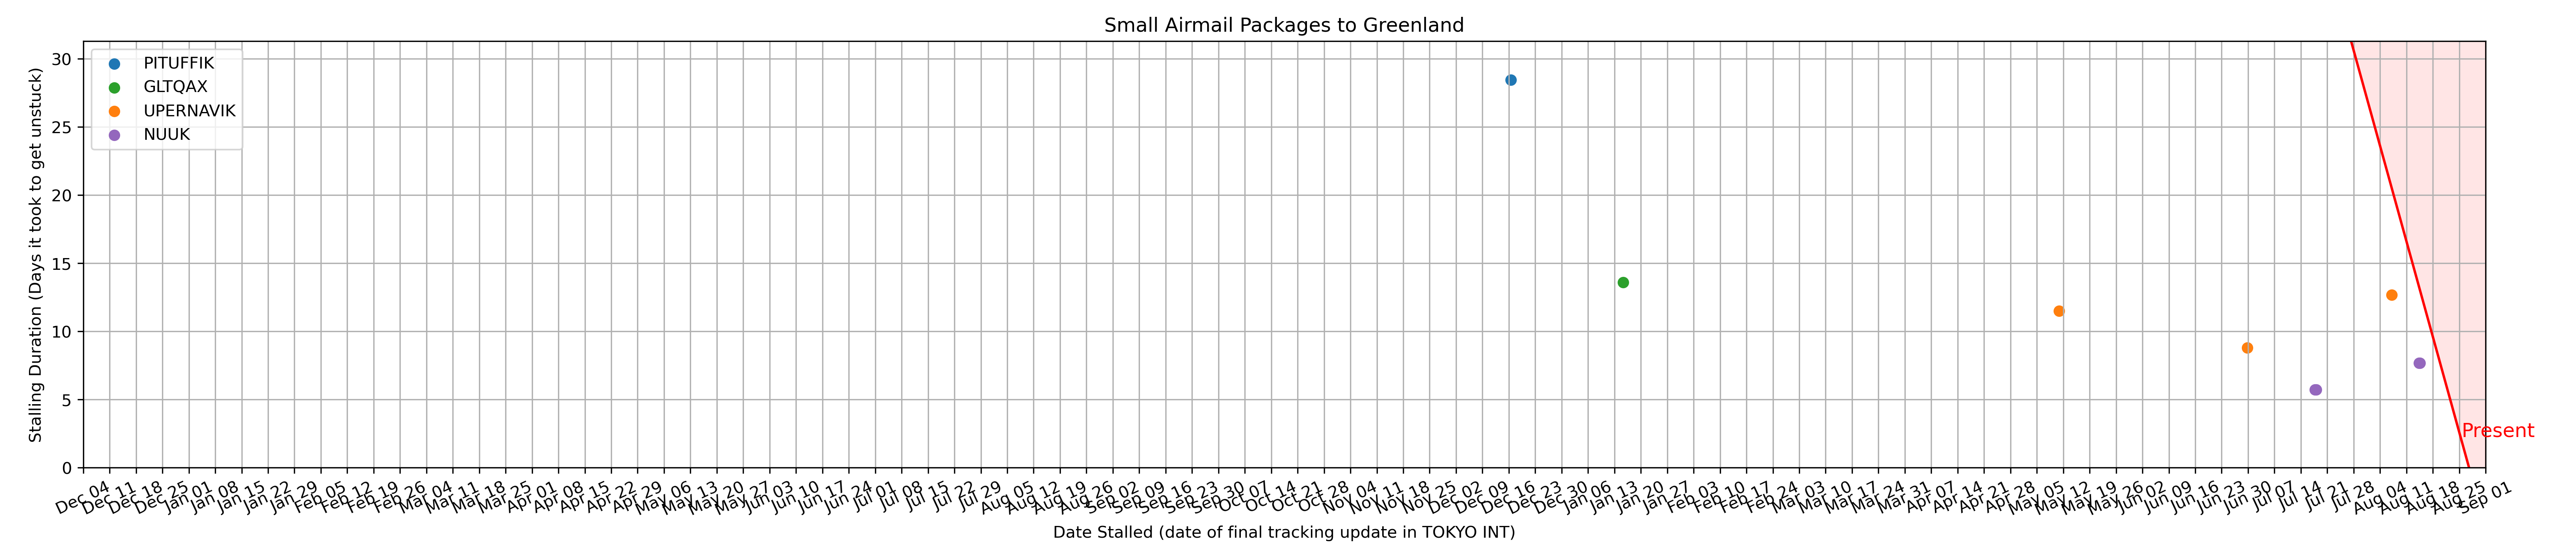 Small Airmail Packages to Greenland
PITUFFIK
GLTQAX
UPERNAVIK
NUUK
Stalling Duration (Days it took to get unstuck)
30
25
20
15
10
5
0
Present
Dec 04
Dec 11
Dec 18
Dec 25
Jan 01
Jan 08
Jan 15
Jan 22
Jan 29
Feb 05
Feb 12
Feb 19
Feb 26
Mar 04
Mar 11
Mar 18
Mar 25
Apr 01
Apr 08
Apr 15
Apr 22
Apr 29
May 06
May 13
May 20
May 27
Jun 03
Jun 10
Jun 17
Jun 24
Jul 01
Jul 08
Jul 15
Jul 22
Jul 29
Aug 05
Aug 12
Aug 19
Aug 26
Sep 02
Sep 09
Sep 16
Sep 23
Sep 30
Oct 07
Oct 14
Oct 21
Oct 28
Nov 04
Nov 11
Nov 18
Nov 25
Dec 02
Dec 09
Dec 16
Dec 23
Dec 30
Jan 06
Jan 13
Jan 20
Jan 27
Feb 03
Feb 10
Feb 17
Feb 24
Mar 03
Mar 10
Mar 17
Mar 24
Mar 31
Apr 07
Apr 14
Apr 21
Apr 28
May 05
May 12
May 19
May 26
Jun 02
Jun 09
Jun 16
Jun 23
Jun 30
Jul 07
Jul 14
Jul 21
Jul 28
Aug 04
Aug 11
Aug 18
Aug 25
Sep 01
Date Stalled (date of final tracking update in TOKYO INT)